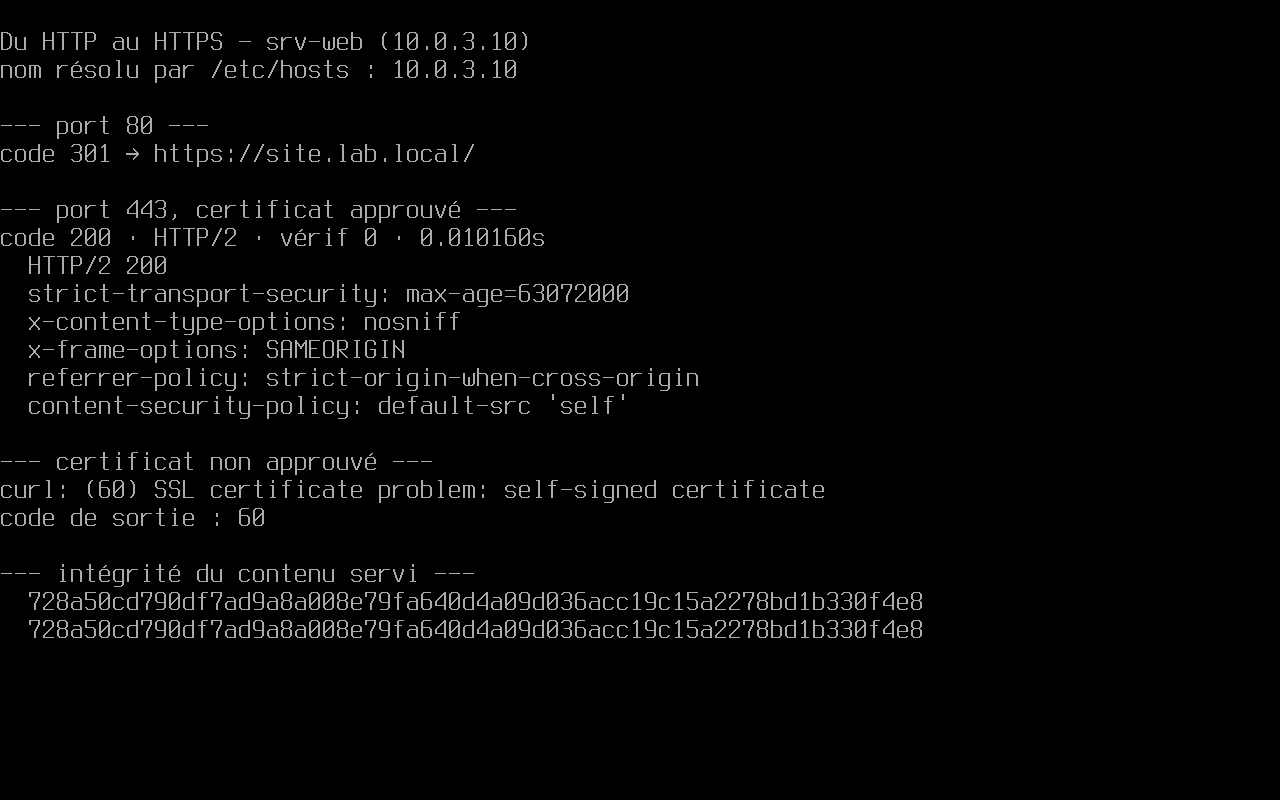 Du HTTP au HTTPS — srv-web (10.0.3.10)
nom résolu par /etc/hosts : 10.0.3.10
--- port 80 ---
code 301 → https://site.lab.local/
--- port 443, certificat approuvé ---
code 200 · HTTP/2 · vérif 0 · 0.010160s
HTTP/2 200
strict-transport-security: max-age=63072000
x-content-type-options: nosniff
x-frame-options: SAMEORIGIN
referrer-policy: strict-origin-when-cross-origin
content-security-policy: default-src 'self'
--- certificat non approuvé ---
curl: (60) SSL certificate problem: self-signed certificate
code de sortie : 60
--- intégrité du contenu servi ---
728a50cd790df7ad9a8a008e79fa640d4a09d036acc19c15a2278bd1b330f4e8
728a50cd790df7ad9a8a008e79fa640d4a09d036acc19c15a2278bd1b330f4e8